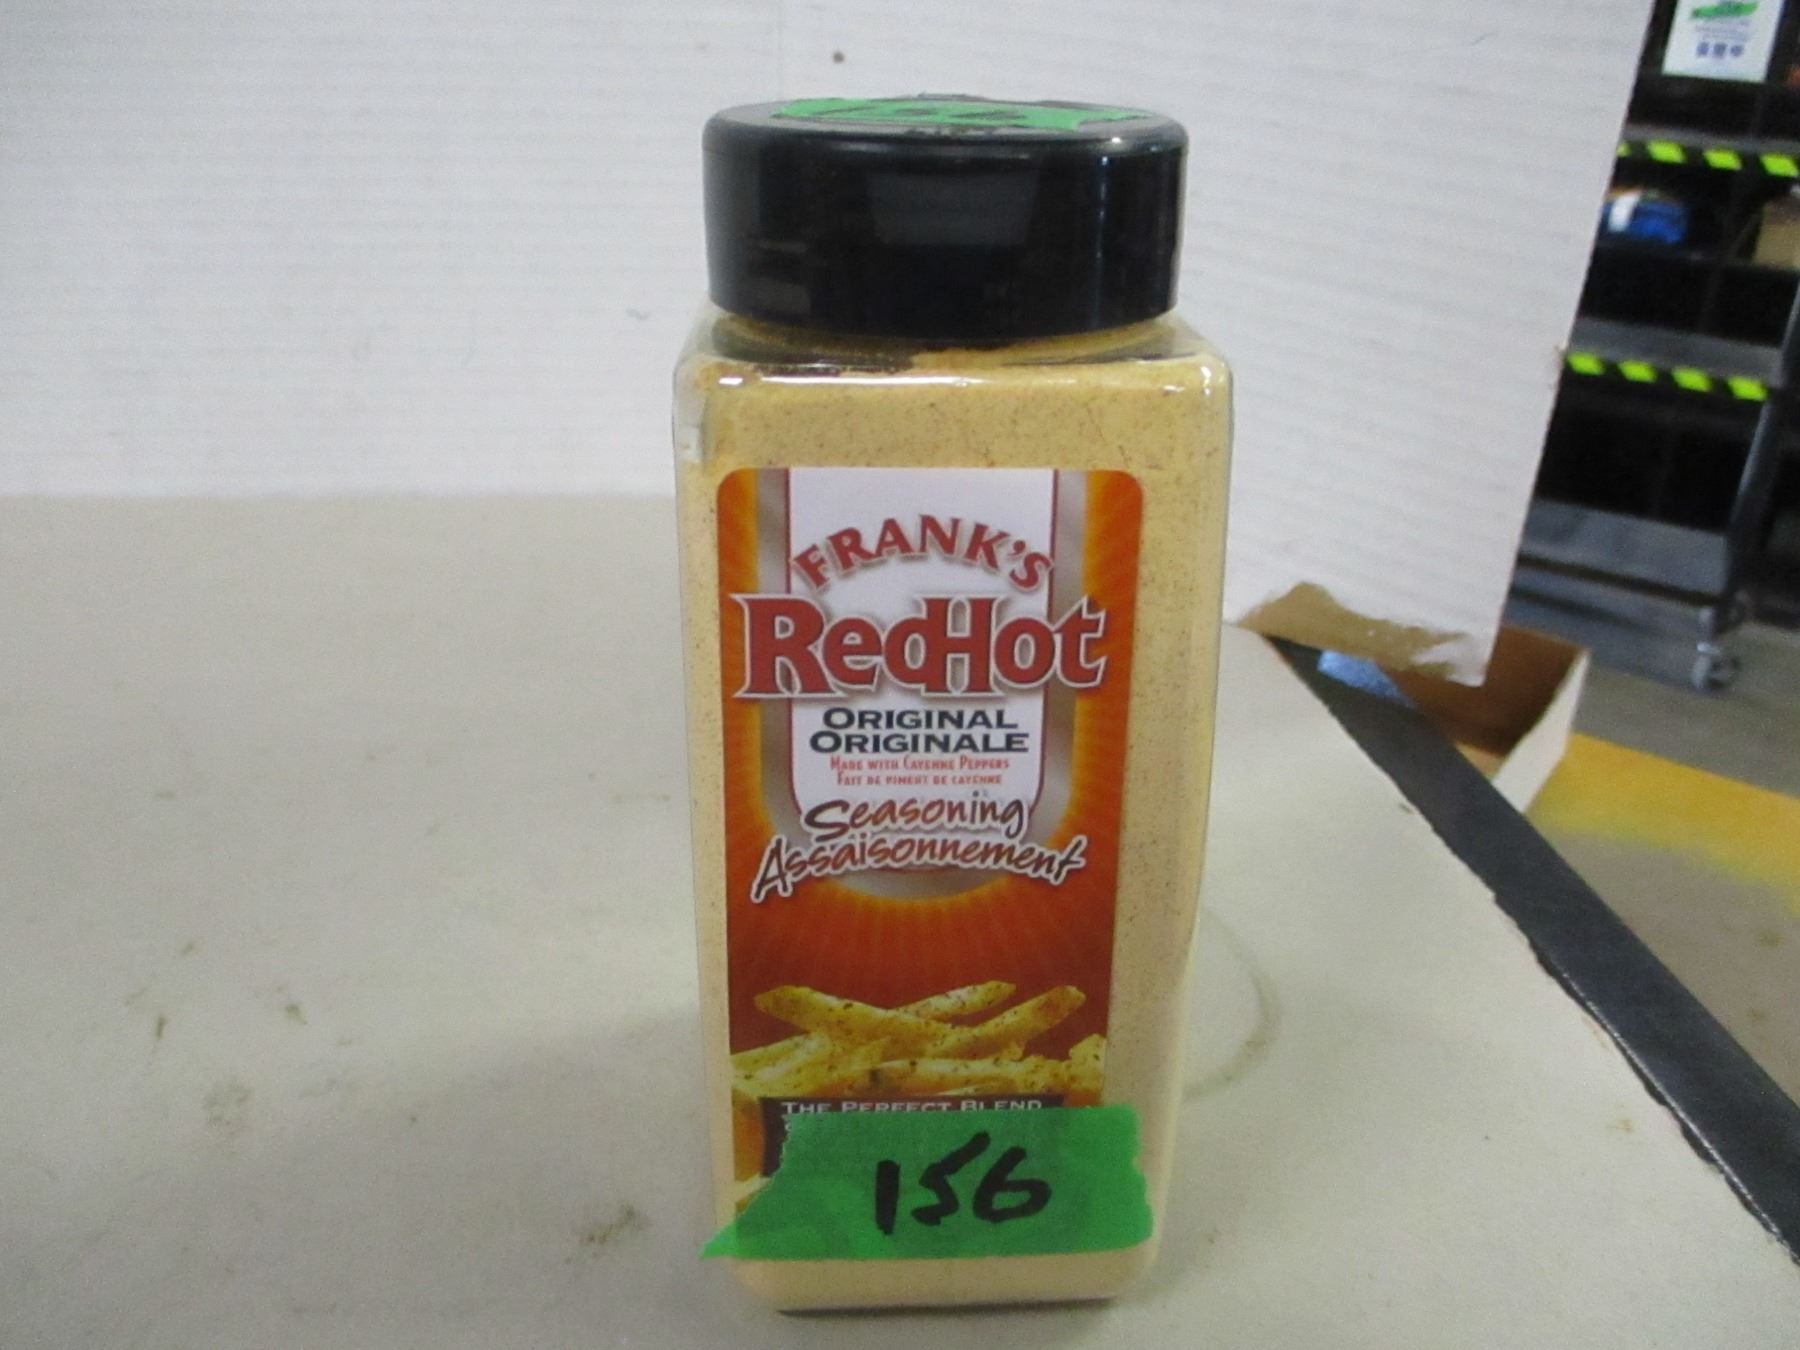 FRANK'S
RedHot
ORIGINAL
ORIGINALE
MADE WITH CAYENNE PEPPERS
FAIT DE PIMENT DE CAYENNE
Seasoning
Assaisonnement
THE PERFECT BLEND
156